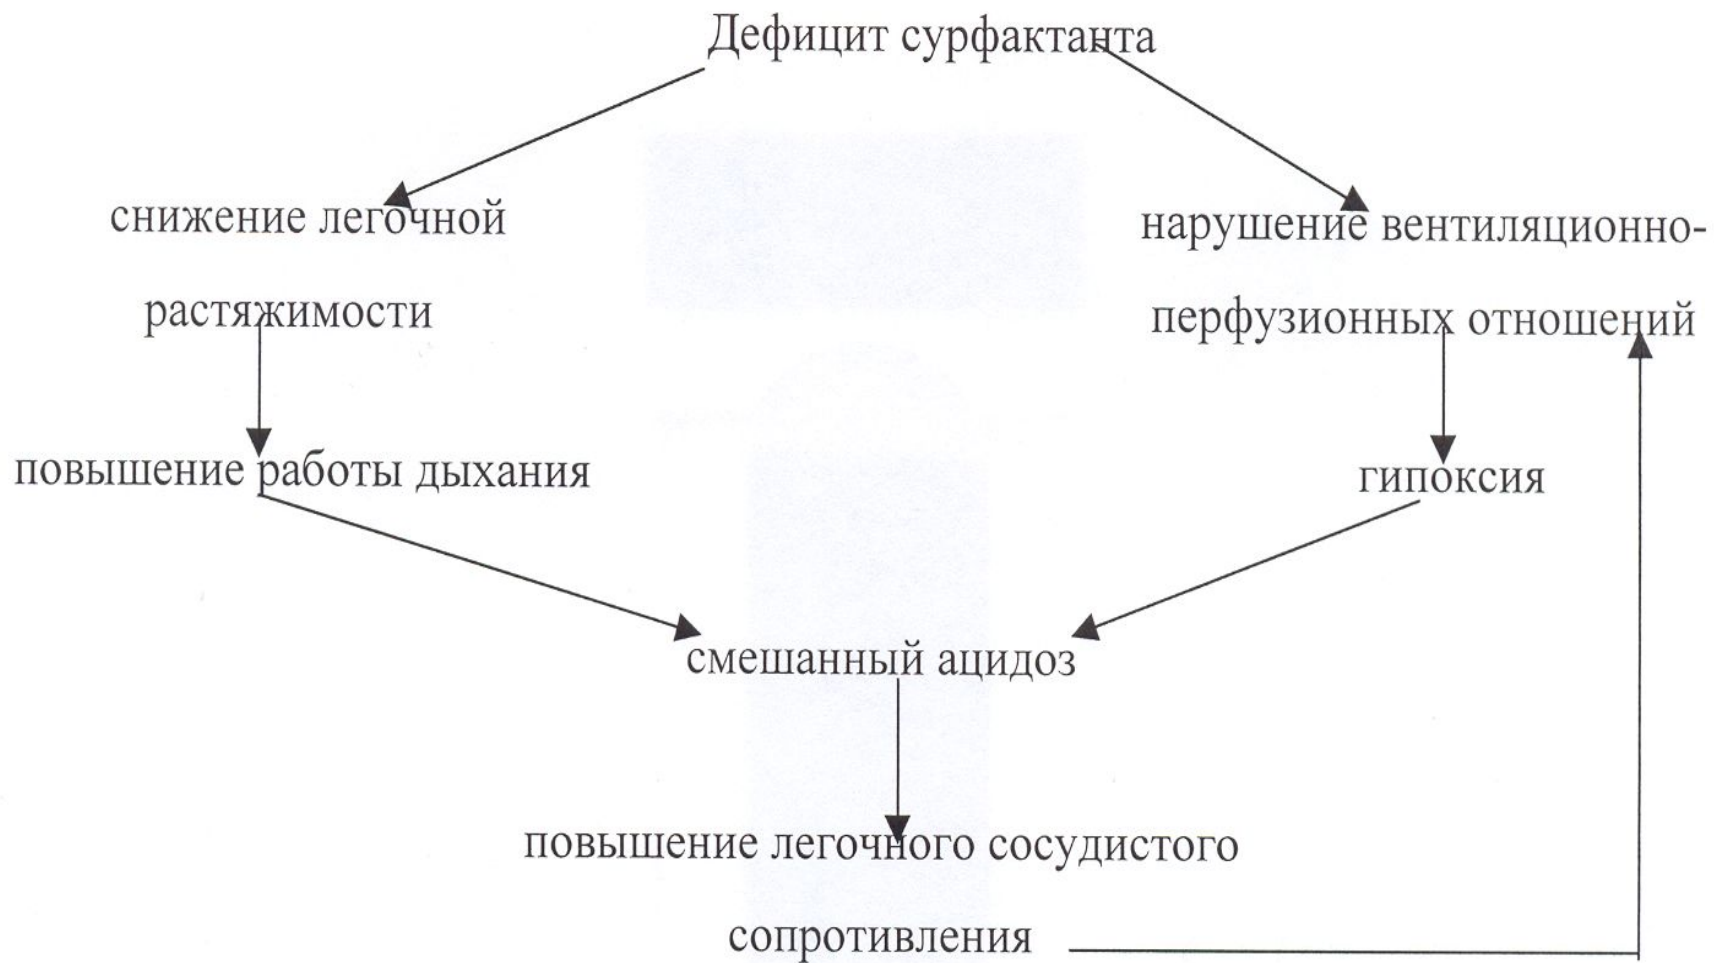 Дефицит сурфактанта
снижение легочной
растяжимости
нарушение вентиляционно-
перфузионных отношений
повышение работы дыхания
гипоксия
смешанный ацидоз
повышение легочного сосудистого
сопротивления